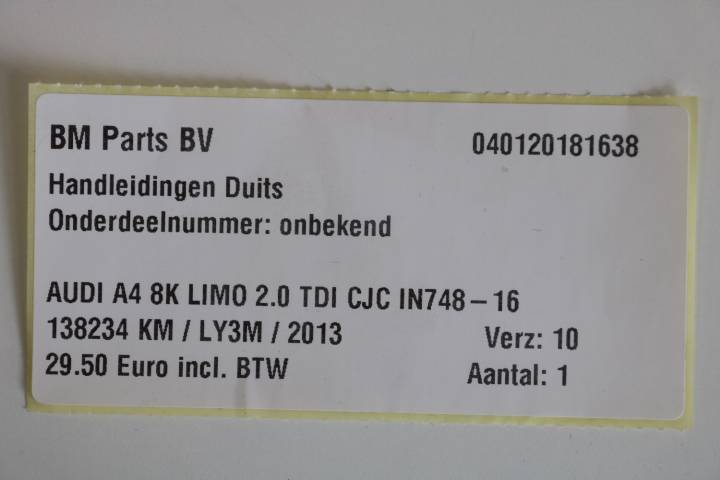 BM Parts BV 040120181638
Handleidingen Duits
Onderdeelnummer: onbekend
AUDI A4 8K LIMO 2.0 TDI CJC IN748-16
138234 KM / LY3M / 2013 Verz: 10
29.50 Euro incl. BTW Aantal: 1